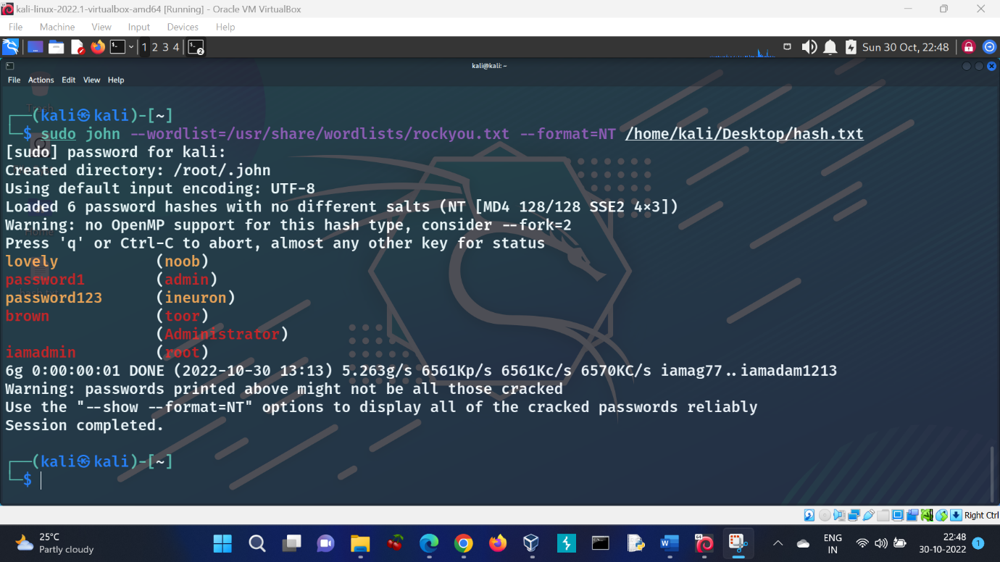 kali-linux-2022.1-virtualbox-amd64 [Running] - Oracle VM VirtualBox
File Machine View Input Devices Help
1 2 3 4 2 Sun 30 Oct, 22:48
kali@kali: ~
File Actions Edit View Help
Trash
┌──(kali㉿kali)-[~]
└─$ sudo john --wordlist=/usr/share/wordlists/rockyou.txt --format=NT /home/kali/Desktop/hash.txt
[sudo] password for kali:
Created directory: /root/.john
Using default input encoding: UTF-8
Loaded 6 password hashes with no different salts (NT [MD4 128/128 SSE2 4×3])
Warning: no OpenMP support for this hash type, consider --fork=2
Home
Press 'q' or Ctrl-C to abort, almost any other key for status
lovely (noob)
password1 (admin)
hash.txt
password123 (ineuron)
brown (toor)
(Administrator)
iamadmin (root)
6g 0:00:00:01 DONE (2022-10-30 13:13) 5.263g/s 6561Kp/s 6561Kc/s 6570KC/s iamag77..iamadam1213
Warning: passwords printed above might not be all those cracked
Use the "--show --format=NT" options to display all of the cracked passwords reliably
Session completed.
┌──(kali㉿kali)-[~]
└─$
Right Ctrl
25°C
Partly cloudy
64
ENG
IN
22:48
30-10-2022
1